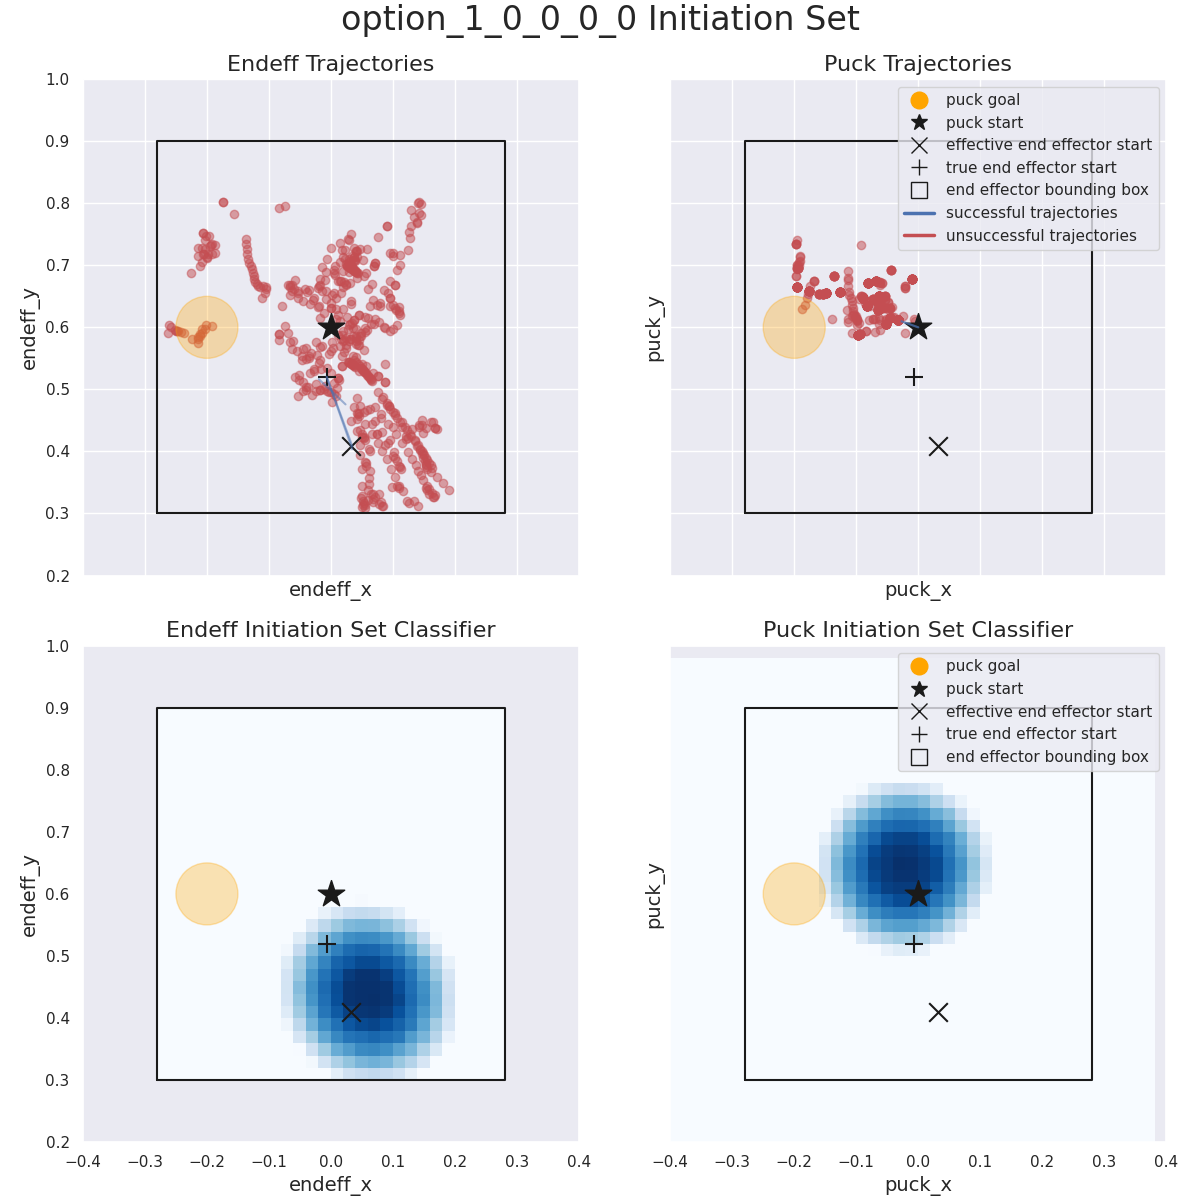 option_1_0_0_0_0 Initiation Set
Endeff Trajectories
1.0
0.9
0.8
0.7
0.6
0.5
0.4
0.3
0.2
endeff_y
endeff_x
Puck Trajectories
puck goal
puck start
effective end effector start
true end effector start
end effector bounding box
successful trajectories
unsuccessful trajectories
puck_y
puck_x
Endeff Initiation Set Classifier
1.0
0.9
0.8
0.7
0.6
0.5
0.4
0.3
0.2
endeff_y
-0.4 -0.3 -0.2 -0.1 0.0 0.1 0.2 0.3 0.4
endeff_x
Puck Initiation Set Classifier
puck goal
puck start
effective end effector start
true end effector start
end effector bounding box
puck_y
-0.4 -0.3 -0.2 -0.1 0.0 0.1 0.2 0.3 0.4
puck_x